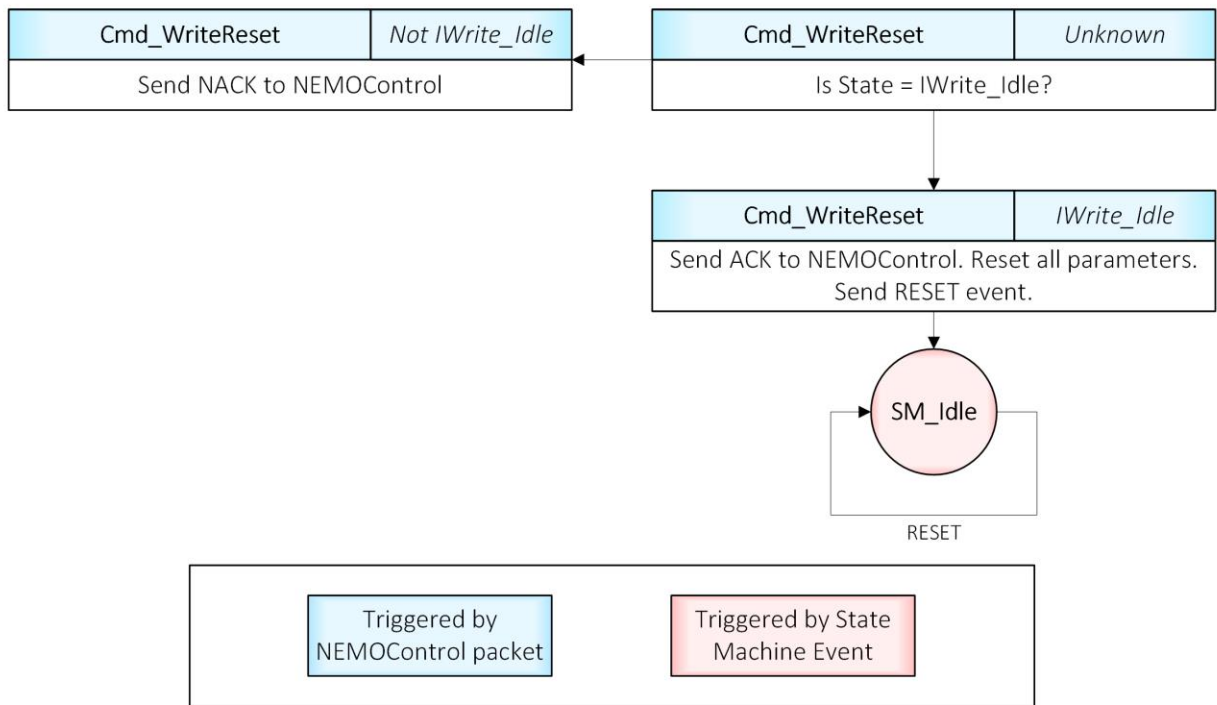 Cmd_WriteReset
Not IWrite_Idle
Send NACK to NEMOControl
Cmd_WriteReset
Unknown
Is State = IWrite_Idle?
Cmd_WriteReset
IWrite_Idle
Send ACK to NEMOControl. Reset all parameters.
Send RESET event.
SM_Idle
RESET
Triggered by
NEMOControl packet
Triggered by State
Machine Event